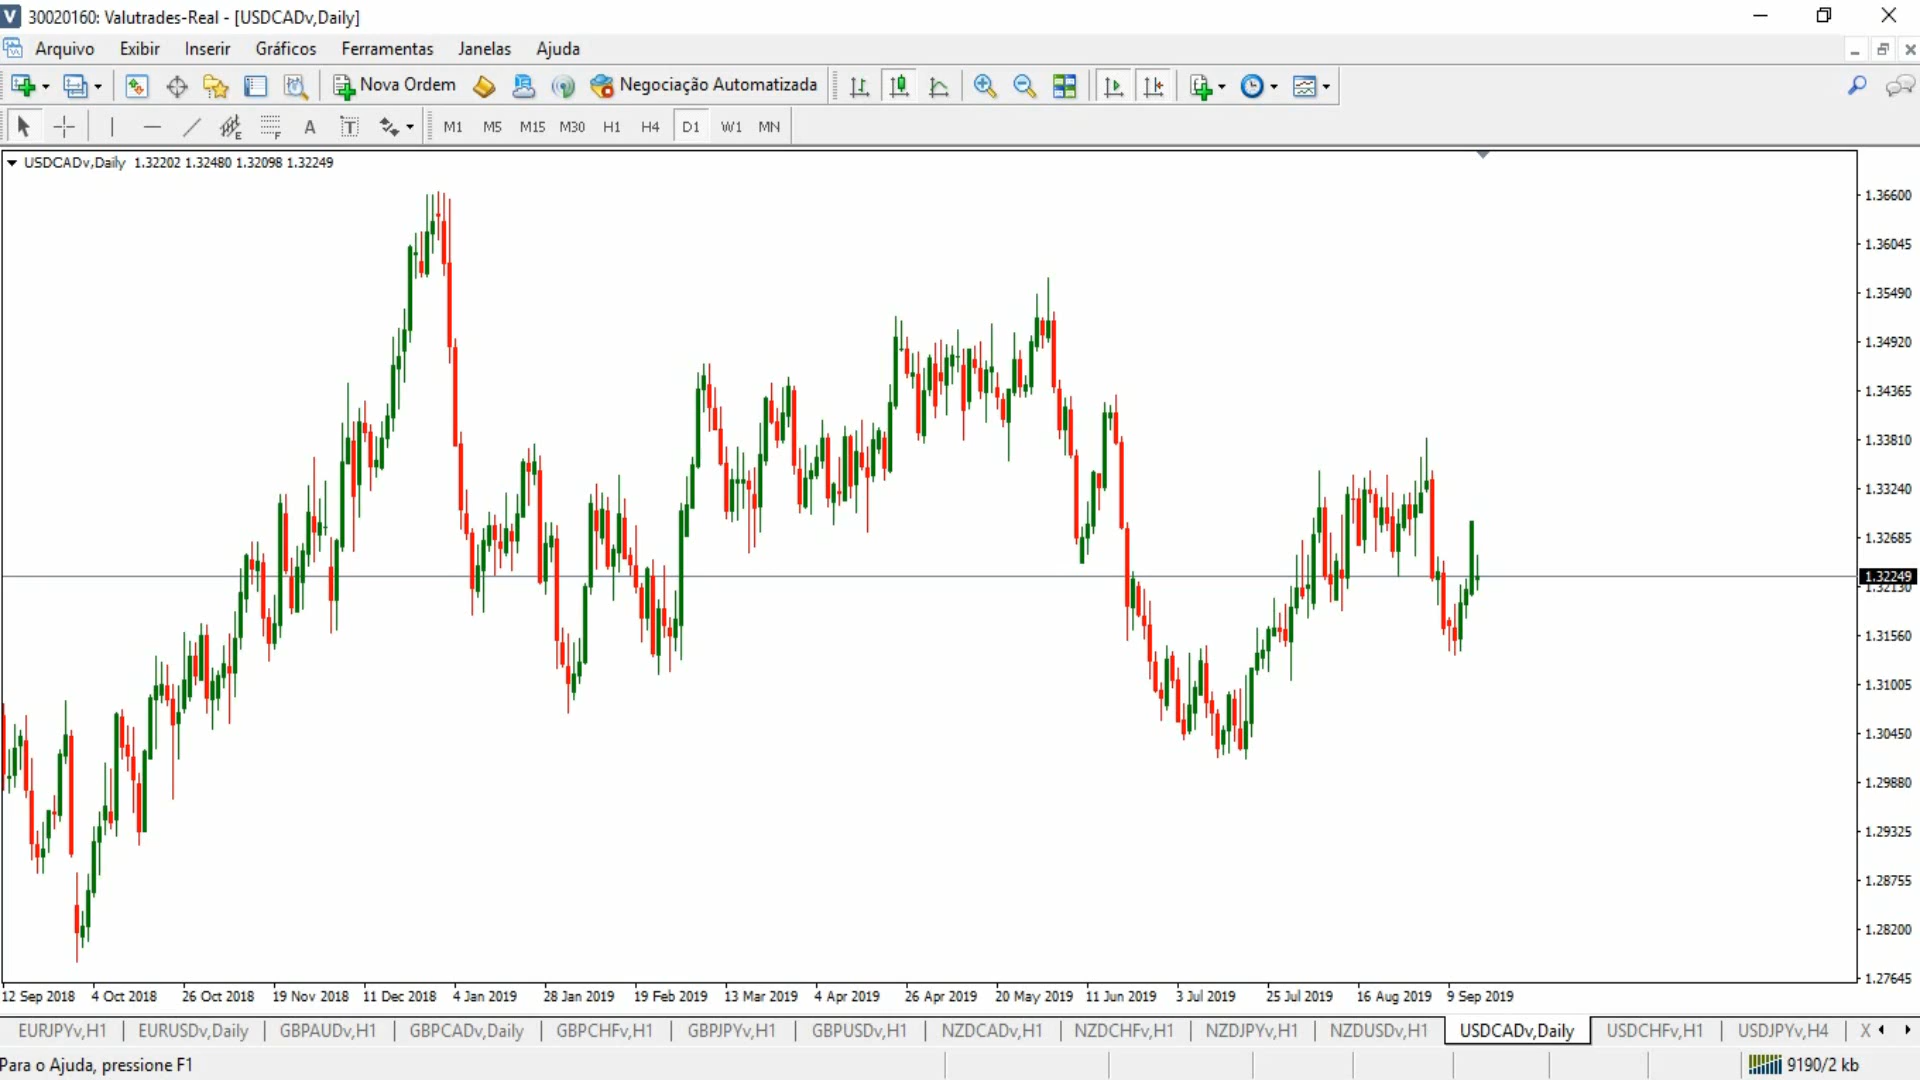 30020160: Valutrades-Real - [USDCADv,Daily]
Arquivo Exibir Inserir Gráficos Ferramentas Janelas Ajuda
Nova Ordem Negociação Automatizada
E F A T M1 M5 M15 M30 H1 H4 D1 W1 MN
USDCADv,Daily 1.32202 1.32480 1.32098 1.32249
1.36600
1.36045
1.35490
1.34920
1.34365
1.33810
1.33240
1.32685
1.32249
1.32130
1.31560
1.31005
1.30450
1.29880
1.29325
1.28755
1.28200
1.27645
12 Sep 2018 4 Oct 2018 26 Oct 2018 19 Nov 2018 11 Dec 2018 4 Jan 2019 28 Jan 2019 19 Feb 2019 13 Mar 2019 4 Apr 2019 26 Apr 2019 20 May 2019 11 Jun 2019 3 Jul 2019 25 Jul 2019 16 Aug 2019 9 Sep 2019
EURJPYv,H1 EURUSDv,Daily GBPAUDv,H1 GBPCADv,Daily GBPCHFv,H1 GBPJPYv,H1 GBPUSDv,H1 NZDCADv,H1 NZDCHFv,H1 NZDJPYv,H1 NZDUSDv,H1 USDCADv,Daily USDCHFv,H1 USDJPYv,H4 X
Para o Ajuda, pressione F1 9190/2 kb